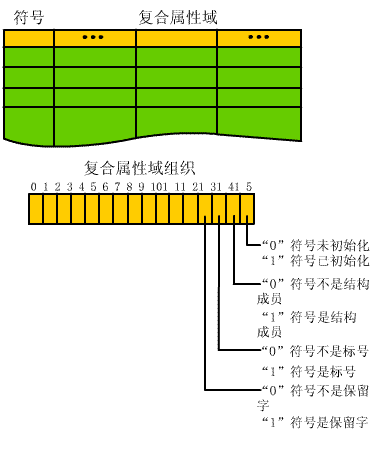 符号 复合属性域
••• •••
复合属性域组织
0 1 2 3 4 5 6 7 8 9 101 11 21 31 41 5
“0”符号未初始化
“1”符号已初始化
“0”符号不是结构
成员
“1”符号是结构
成员
“0”符号不是标号
“1”符号是标号
“0”符号不是保留
字
“1”符号是保留字